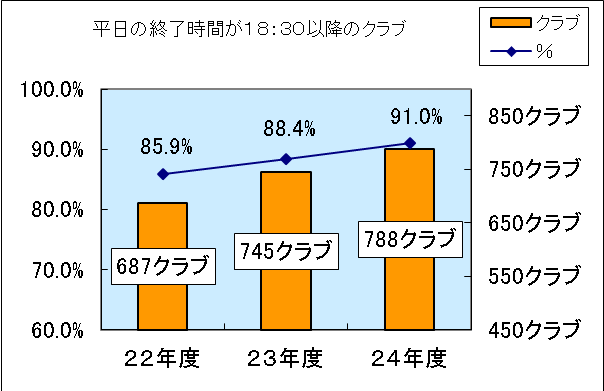 平日の終了時間が18：30以降のクラブ
クラブ
％
100.0%
90.0%
80.0%
70.0%
60.0%
850クラブ
750クラブ
650クラブ
550クラブ
450クラブ
85.9%
88.4%
91.0%
687クラブ
745クラブ
788クラブ
２２年度
２３年度
２４年度